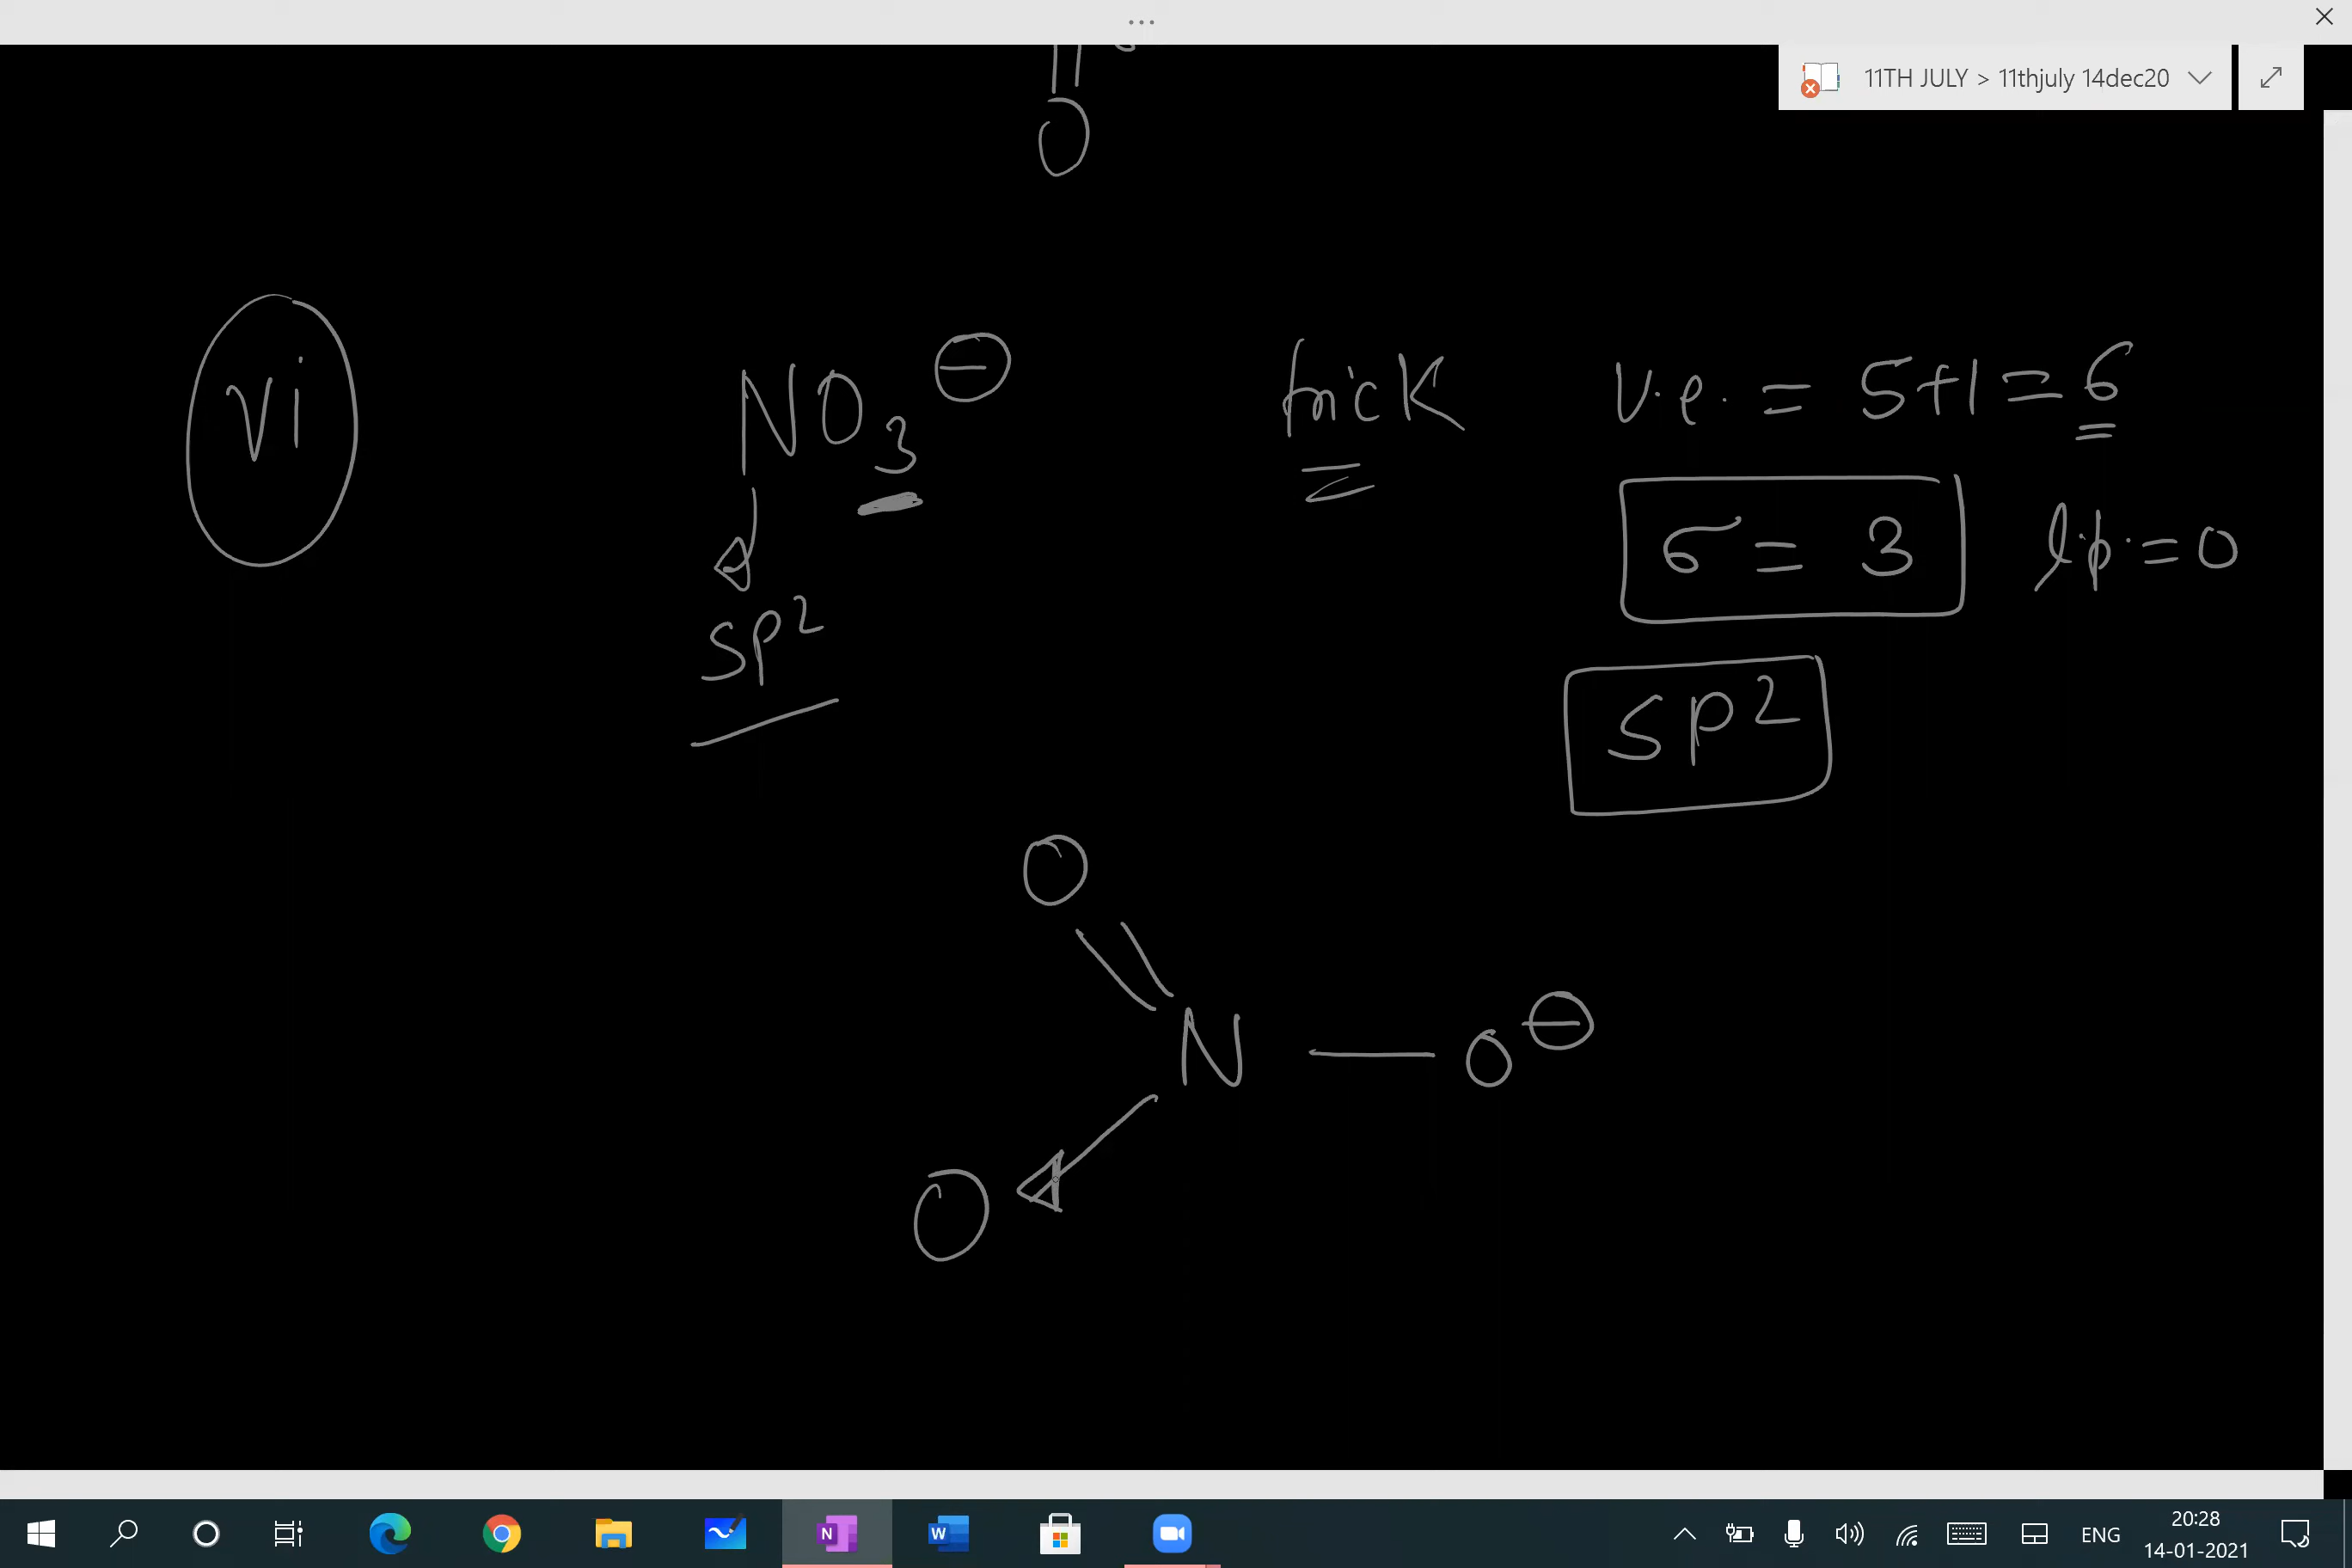 ...
11TH JULY > 11thjuly 14dec20
O
vi
NO₃⊖
trick
v.e. = 5+1 = 6
σ = 3
l.p. = 0
sp²
sp²
O
N — O⊖
O
ENG
20:28
14-01-2021